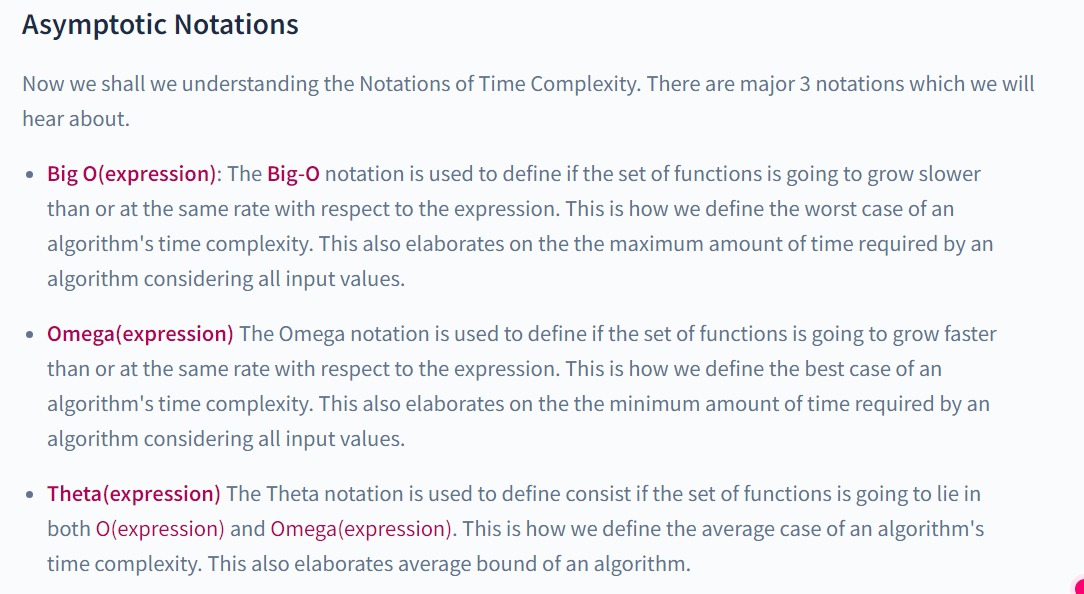 Asymptotic Notations
Now we shall we understanding the Notations of Time Complexity. There are major 3 notations which we will
hear about.
• Big O(expression): The Big-O notation is used to define if the set of functions is going to grow slower
than or at the same rate with respect to the expression. This is how we define the worst case of an
algorithm's time complexity. This also elaborates on the the maximum amount of time required by an
algorithm considering all input values.
• Omega(expression) The Omega notation is used to define if the set of functions is going to grow faster
than or at the same rate with respect to the expression. This is how we define the best case of an
algorithm's time complexity. This also elaborates on the the minimum amount of time required by an
algorithm considering all input values.
• Theta(expression) The Theta notation is used to define consist if the set of functions is going to lie in
both O(expression) and Omega(expression). This is how we define the average case of an algorithm's
time complexity. This also elaborates average bound of an algorithm.